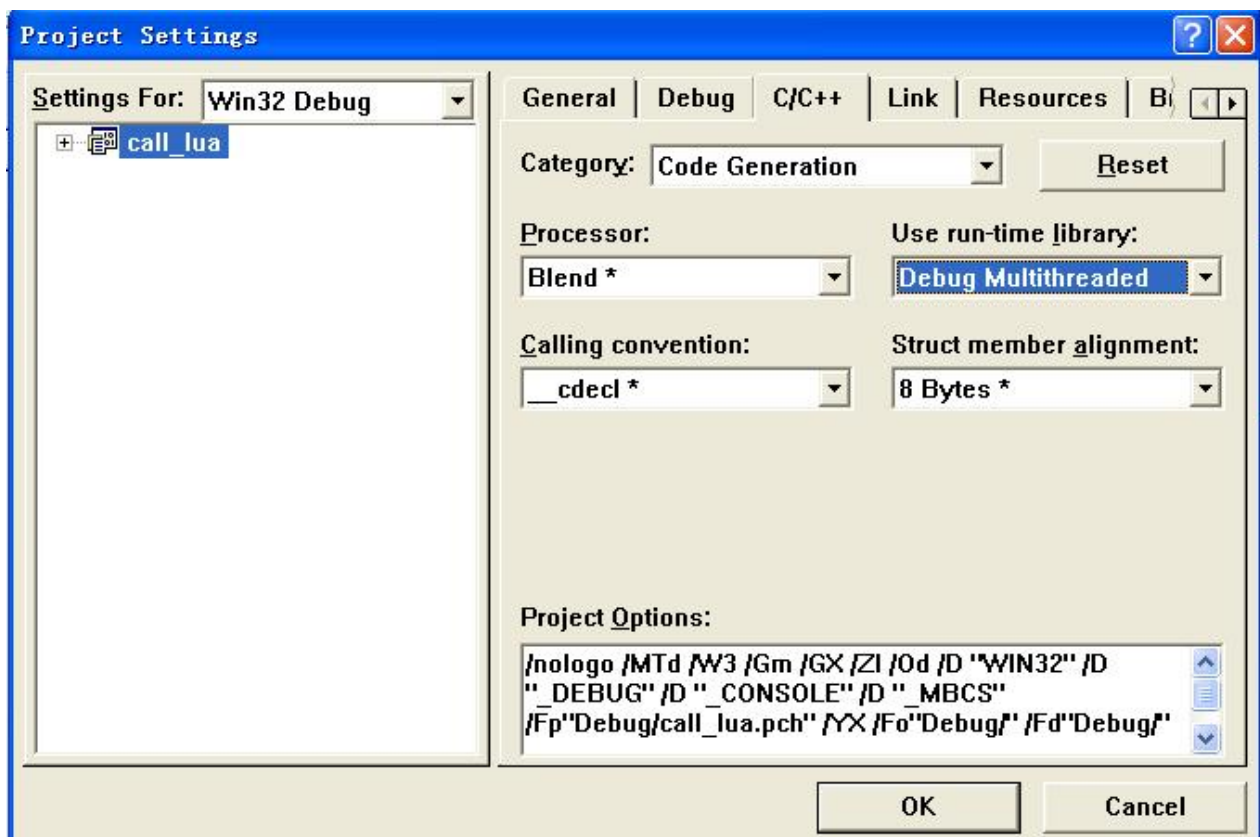 Project Settings
Settings For: Win32 Debug
call_lua
General Debug C/C++ Link Resources
Category: Code Generation Reset
Processor: Use run-time library:
Blend * Debug Multithreaded
Calling convention: Struct member alignment:
__cdecl * 8 Bytes *
Project Options:
/nologo /MTd /W3 /Gm /GX /ZI /Od /D "WIN32" /D
"_DEBUG" /D "_CONSOLE" /D "_MBCS"
/Fp"Debug/call_lua.pch" /YX /Fo"Debug/" /Fd"Debug/"
OK Cancel